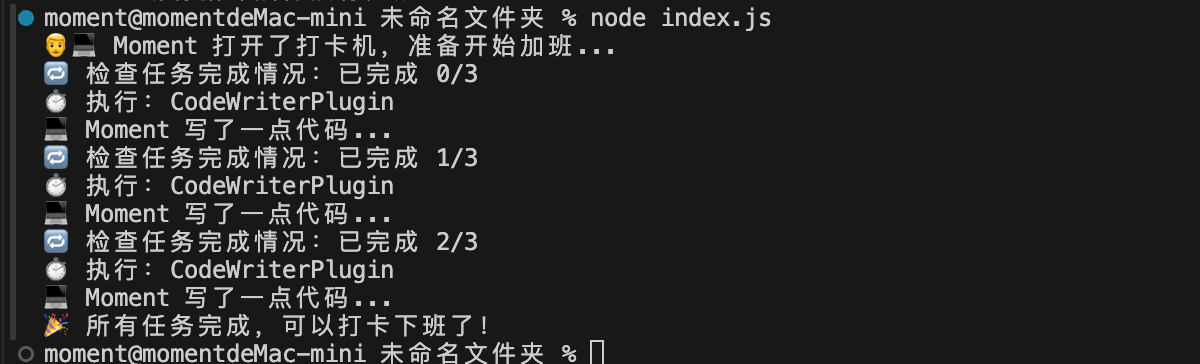 moment@momentdeMac-mini 未命名文件夹 % node index.js
👨‍💻 Moment 打开了打卡机，准备开始加班...
🔁 检查任务完成情况：已完成 0/3
⏱️ 执行：CodeWriterPlugin
💻 Moment 写了一点代码...
🔁 检查任务完成情况：已完成 1/3
⏱️ 执行：CodeWriterPlugin
💻 Moment 写了一点代码...
🔁 检查任务完成情况：已完成 2/3
⏱️ 执行：CodeWriterPlugin
💻 Moment 写了一点代码...
🎉 所有任务完成，可以打卡下班了！
moment@momentdeMac-mini 未命名文件夹 %